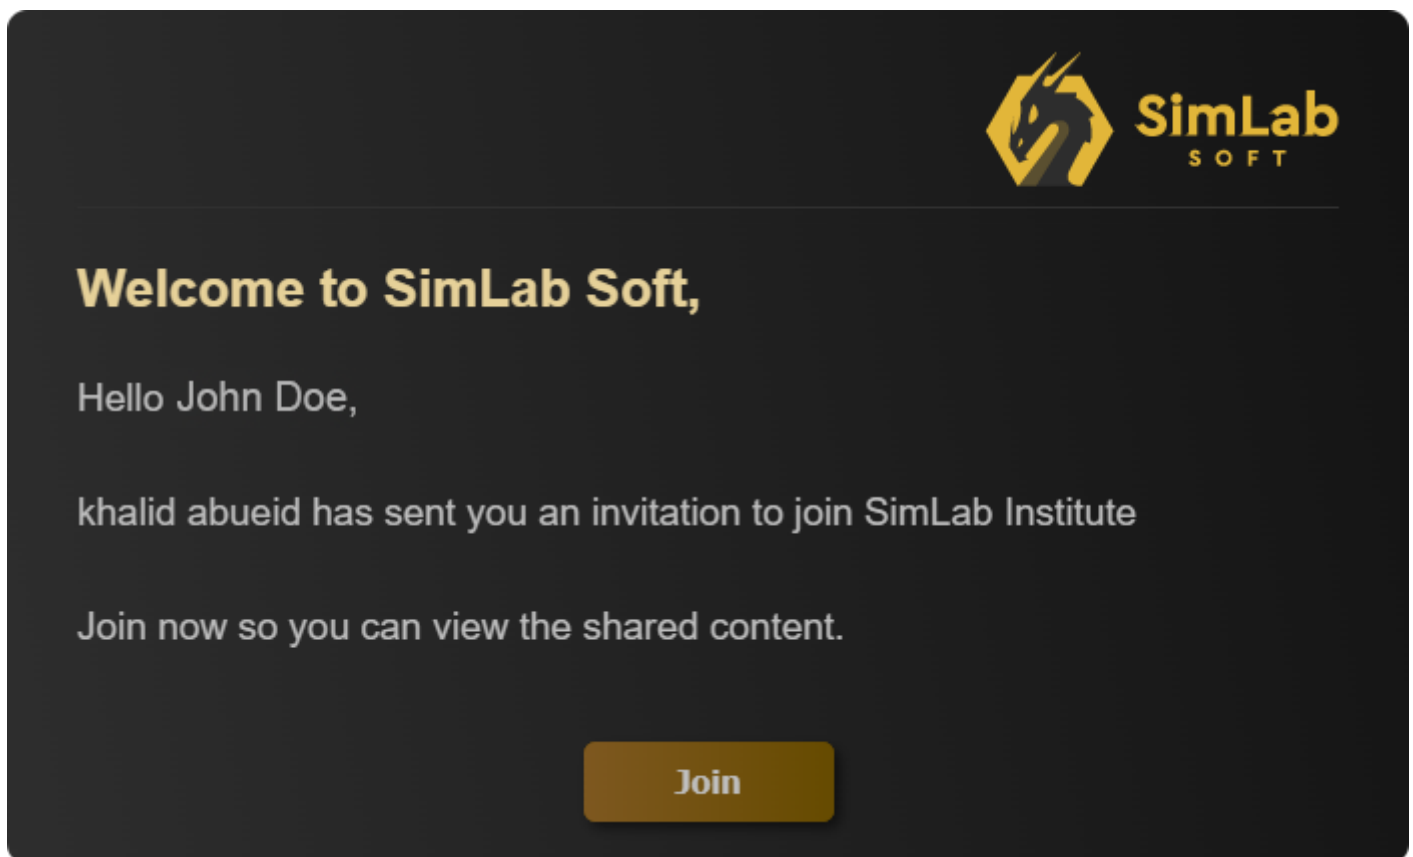 SimLab
SOFT
Welcome to SimLab Soft,
Hello John Doe,
khalid abueid has sent you an invitation to join SimLab Institute
Join now so you can view the shared content.
Join